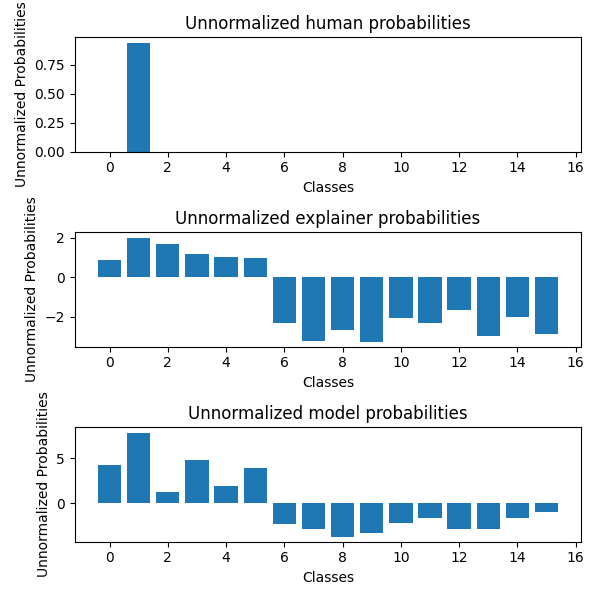 Unnormalized human probabilities
Unnormalized Probabilities
0.75
0.50
0.25
0.00
0 2 4 6 8 10 12 14 16
Classes
Unnormalized explainer probabilities
Unnormalized Probabilities
2
0
−2
0 2 4 6 8 10 12 14 16
Classes
Unnormalized model probabilities
Unnormalized Probabilities
5
0
0 2 4 6 8 10 12 14 16
Classes